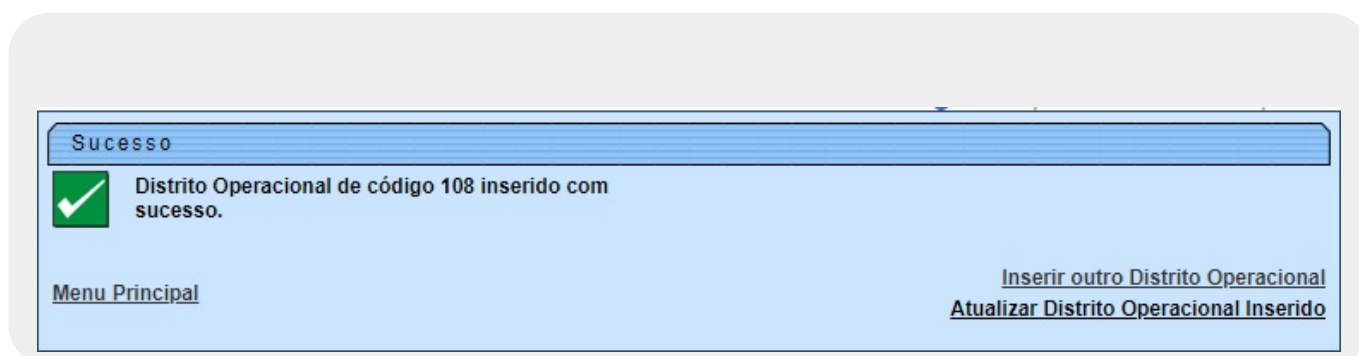 Sucesso
Distrito Operacional de código 108 inserido com
sucesso.
Inserir outro Distrito Operacional
Menu Principal
Atualizar Distrito Operacional Inserido